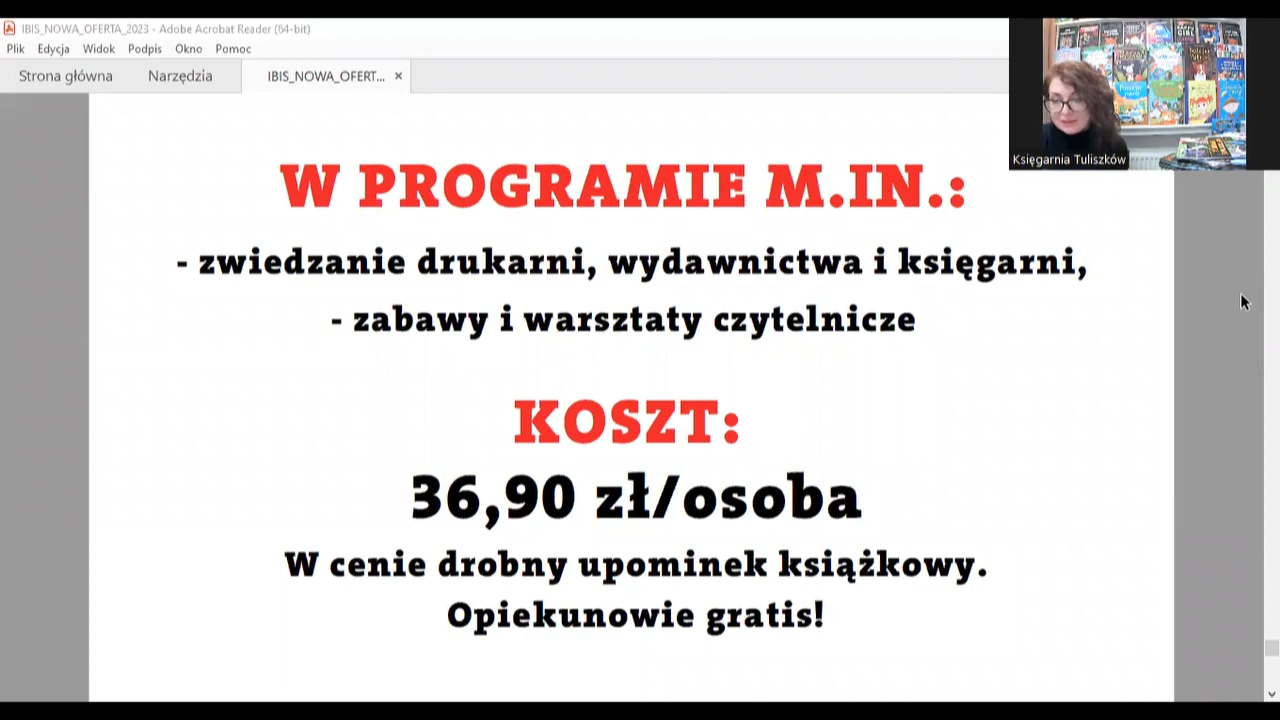 IBIS_NOWA_OFERTA_2023 - Adobe Acrobat Reader (64-bit)
Plik Edycja Widok Podpis Okno Pomoc
Strona główna Narzędzia IBIS_NOWA_OFERT... ×
Księgarnia Tuliszków
W PROGRAMIE M.IN.:
- zwiedzanie drukarni, wydawnictwa i księgarni,
- zabawy i warsztaty czytelnicze
KOSZT:
36,90 zł/osoba
W cenie drobny upominek książkowy.
Opiekunowie gratis!